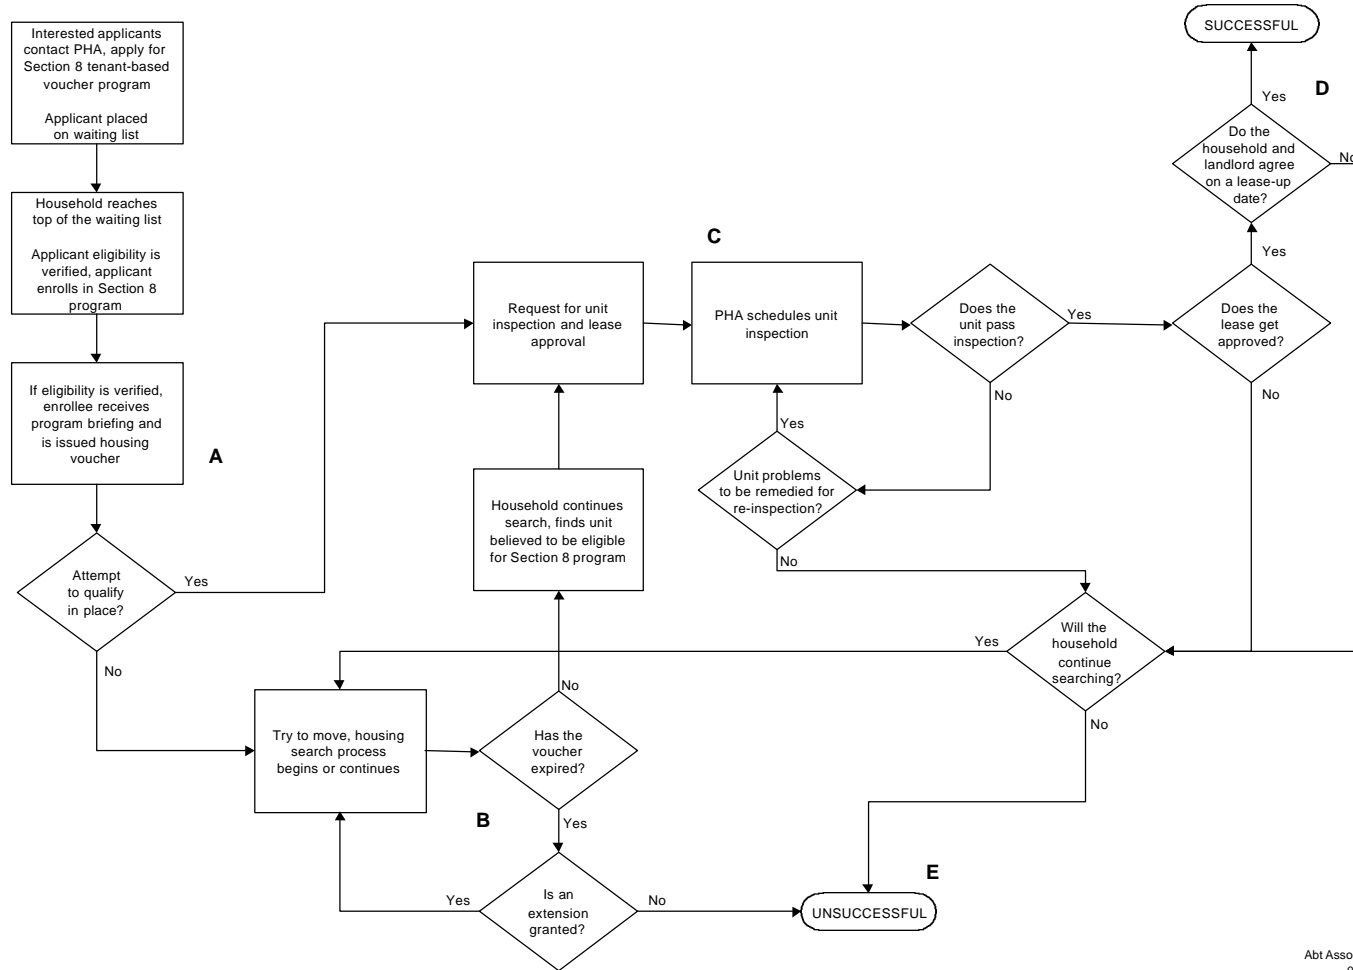 Interested applicants
contact PHA, apply for
Section 8 tenant-based
voucher program
Applicant placed
on waiting list
Household reaches
top of the waiting list
Applicant eligibility is
verified, applicant
enrolls in Section 8
program
If eligibility is verified,
enrollee receives
program briefing and
is issued housing
voucher
A
Attempt
to qualify
in place?
Yes
No
Try to move, housing
search process
begins or continues
B
Has the
voucher
expired?
No
Yes
Is an
extension
granted?
Yes
No
Household continues
search, finds unit
believed to be eligible
for Section 8 program
Request for unit
inspection and lease
approval
C
PHA schedules unit
inspection
Does the
unit pass
inspection?
Yes
No
Unit problems
to be remedied for
re-inspection?
Yes
No
Does the
lease get
approved?
Yes
No
Do the
household and
landlord agree
on a lease-up
date?
Yes
No
D
SUCCESSFUL
Will the
household
continue
searching?
Yes
No
E
UNSUCCESSFUL
Abt Asso